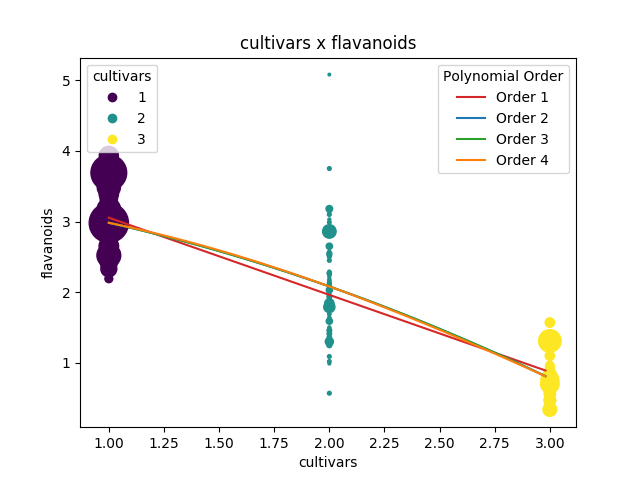 cultivars x flavanoids
cultivars
1
2
3
Polynomial Order
Order 1
Order 2
Order 3
Order 4
flavanoids
5
4
3
2
1
1.00 1.25 1.50 1.75 2.00 2.25 2.50 2.75 3.00
cultivars